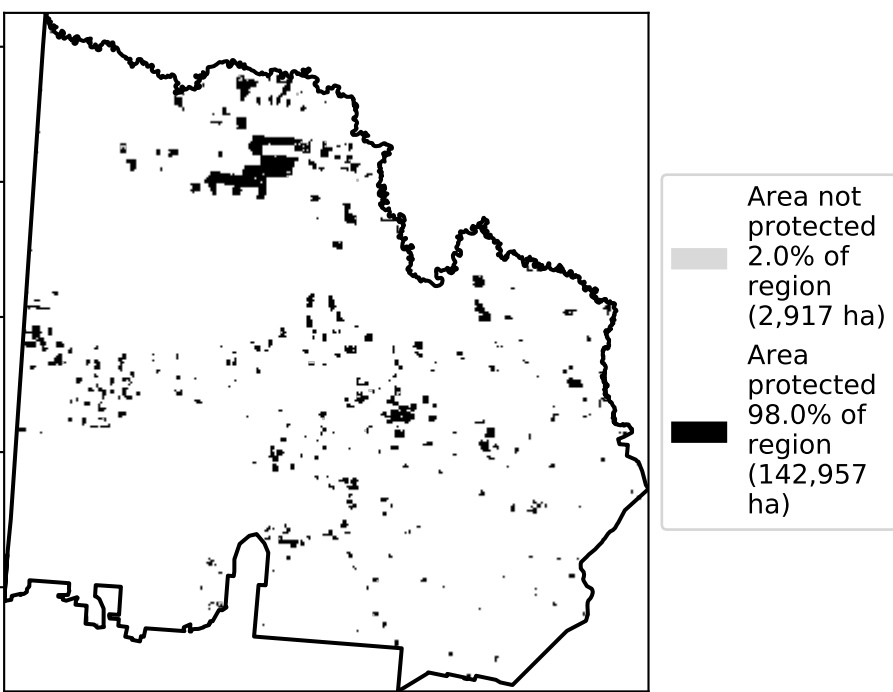 Area not
protected
2.0% of
region
(2,917 ha)
Area
protected
98.0% of
region
(142,957
ha)